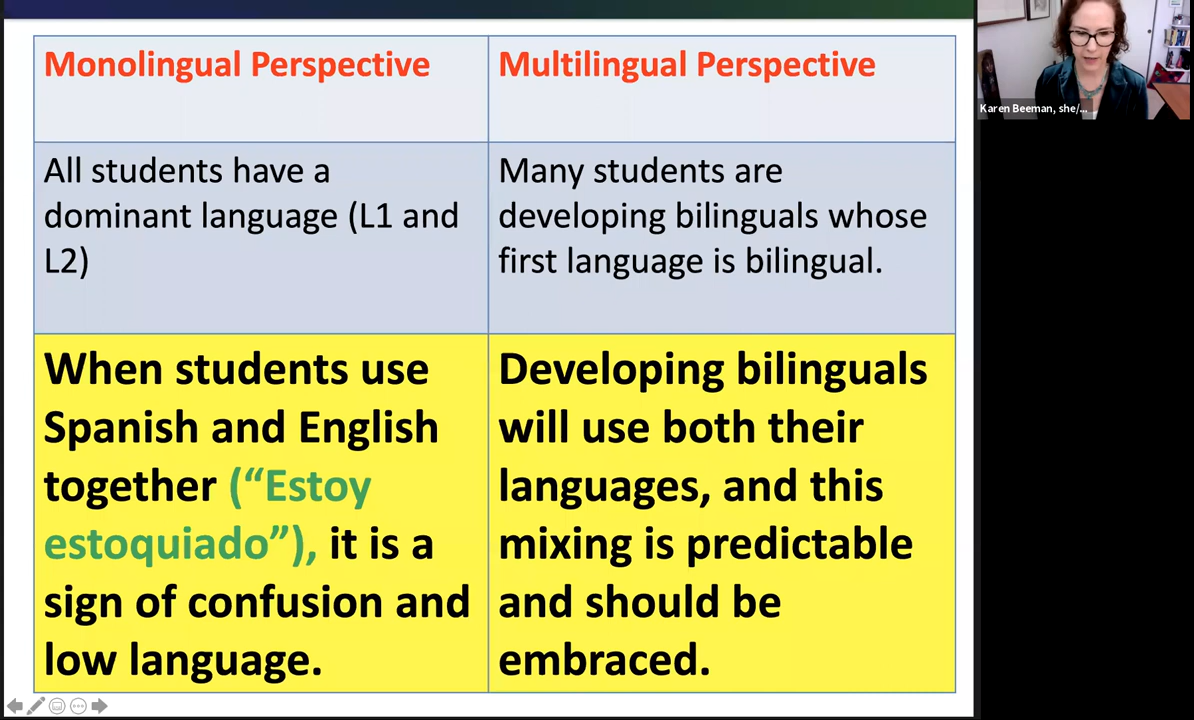 Monolingual Perspective
Multilingual Perspective
All students have a
dominant language (L1 and
L2)
Many students are
developing bilinguals whose
first language is bilingual.
When students use
Spanish and English
together (“Estoy
estoquiado”), it is a
sign of confusion and
low language.
Developing bilinguals
will use both their
languages, and this
mixing is predictable
and should be
embraced.
Karen Beeman, she/...